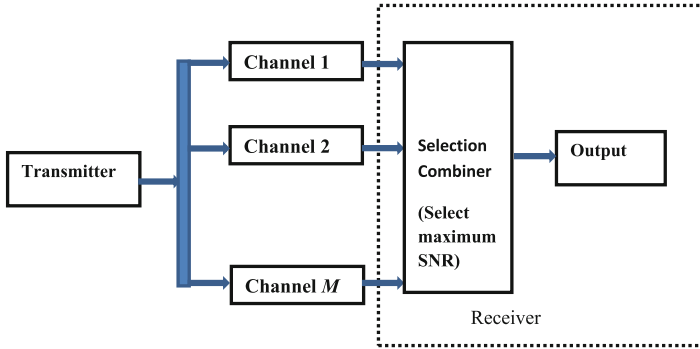 Transmitter
Channel 1
Channel 2
Channel M
Selection
Combiner
(Select
maximum
SNR)
Output
Receiver